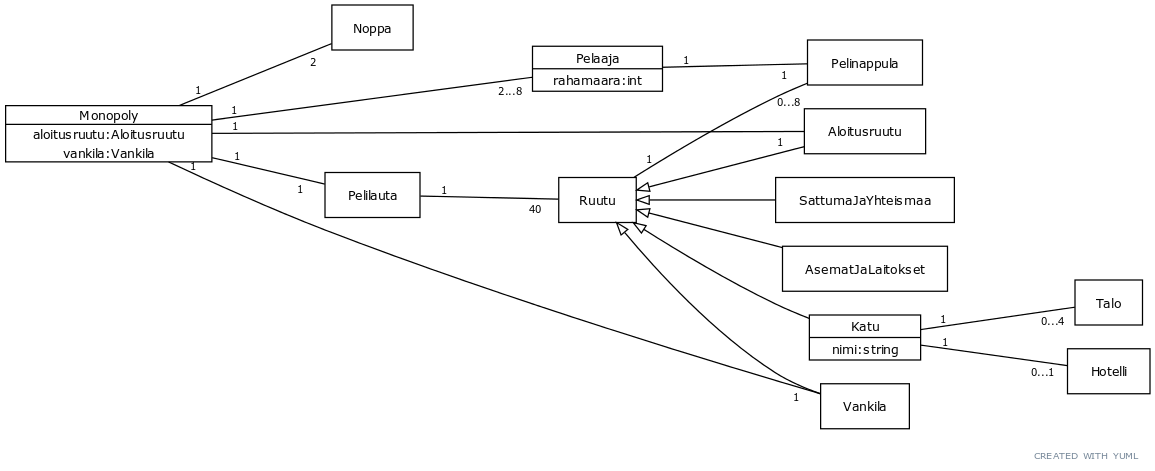 Noppa
1
2
Pelaaja
rahamaara:int
1
2...8
1
1
Pelinappula
0...8
1
Monopoly
aloitusruutu:Aloitusruutu
vankila:Vankila
1
1
Aloitusruutu
1
1
Pelilauta
1
40
Ruutu
SattumaJaYhteismaa
AsematJaLaitokset
Katu
nimi:string
1
0...4
Talo
1
0...1
Hotelli
1
1
Vankila
CREATED WITH YUML